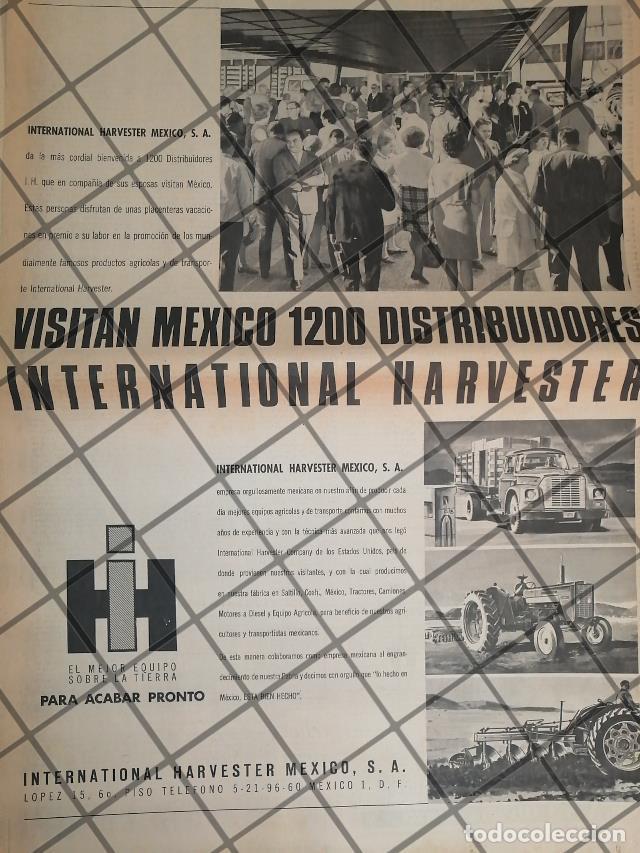 INTERNATIONAL HARVESTER MEXICO, S. A.
da la más cordial bienvenida a 1200 Distribuidores
I.H. que en compañía de sus esposas visitan México.
Estas personas disfrutan de unas placenteras vacacio-
nes en premio a su labor en la promoción de los mun-
dialmente famosos productos agrícolas y de transpor-
te International Harvester.
VISITAN MEXICO 1200 DISTRIBUIDORES
INTERNATIONAL HARVESTER
INTERNATIONAL HARVESTER MEXICO, S. A.
empresa orgullosamente mexicana en nuestro afán de producir cada
día mejores equipos agrícolas y de transporte contamos con muchos
años de experiencia y con la técnica más avanzada que nos legó
International Harvester Company de los Estados Unidos, país de
donde provienen nuestros visitantes, y con la cual producimos
en nuestra fábrica en Saltillo, Coah., México, Tractores, Camiones
Motores a Diesel y Equipo Agrícola, para beneficio de nuestros agri-
cultores y transportistas mexicanos.
De esta manera colaboramos como empresa mexicana al engran-
decimiento de nuestra Patria y decimos con orgullo que "lo hecho en
México, ESTA BIEN HECHO".
IH
EL MEJOR EQUIPO
SOBRE LA TIERRA
PARA ACABAR PRONTO
INTERNATIONAL HARVESTER MEXICO, S. A.
LOPEZ 15, 6o. PISO TELEFONO 5-21-96-60 MEXICO 1, D. F.
todocoleccion